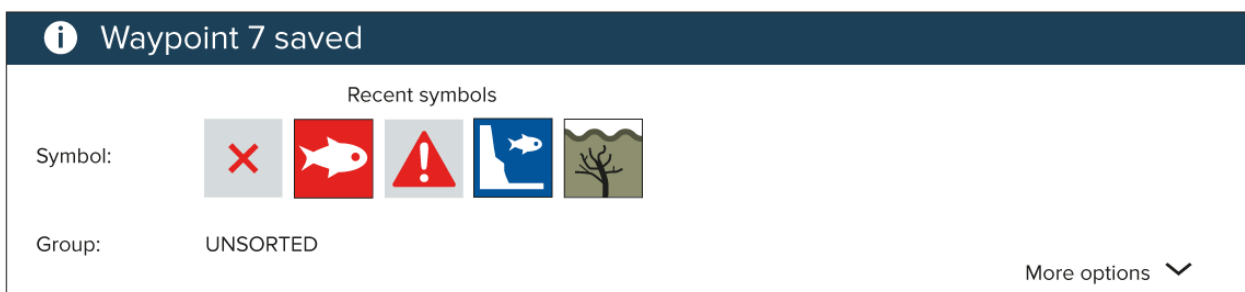 Waypoint 7 saved
Recent symbols
Symbol:
Group: UNSORTED
More options